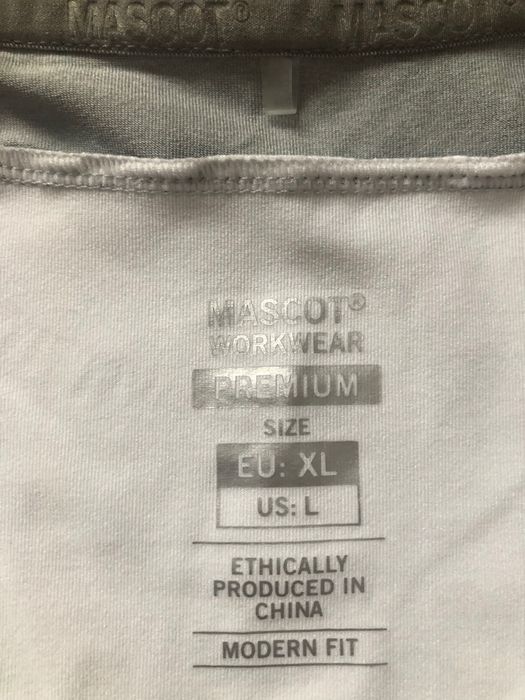 MASCOT® MASCOT
MASCOT®
WORKWEAR
PREMIUM
SIZE
EU: XL
US: L
ETHICALLY
PRODUCED IN
CHINA
MODERN FIT